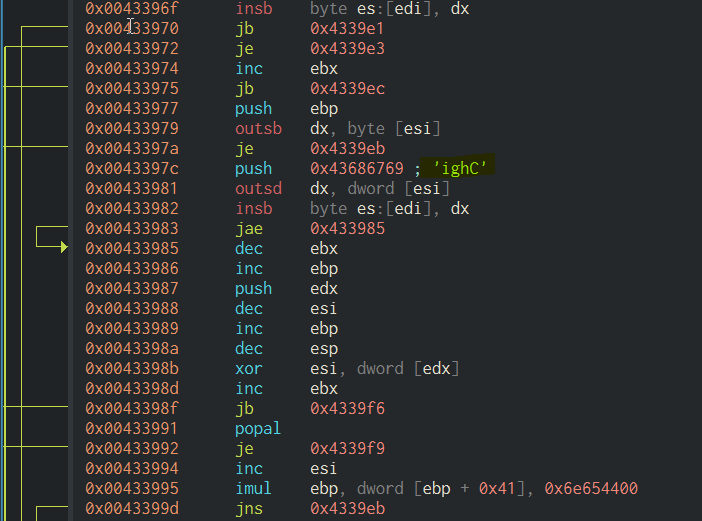 0x0043396f insb byte es:[edi], dx
0x00433970 jb 0x4339e1
0x00433972 je 0x4339e3
0x00433974 inc ebx
0x00433975 jb 0x4339ec
0x00433977 push ebp
0x00433979 outsb dx, byte [esi]
0x0043397a je 0x4339eb
0x0043397c push 0x43686769 ; 'ighC'
0x00433981 outsd dx, dword [esi]
0x00433982 insb byte es:[edi], dx
0x00433983 jae 0x433985
0x00433985 dec ebx
0x00433986 inc ebp
0x00433987 push edx
0x00433988 dec esi
0x00433989 inc ebp
0x0043398a dec esp
0x0043398b xor esi, dword [edx]
0x0043398d inc ebx
0x0043398f jb 0x4339f6
0x00433991 popal
0x00433992 je 0x4339f9
0x00433994 inc esi
0x00433995 imul ebp, dword [ebp + 0x41], 0x6e654400
0x0043399d jns 0x4339eb